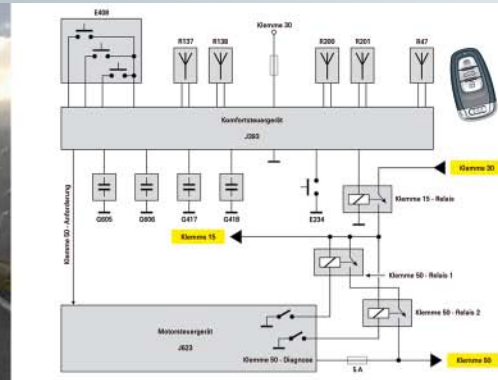 E408
Klemme 30
R137
R138
R200
R201
R47
Komfortsteuergerät
J393
Klemme 30
Klemme 15 - Relais
G605
G606
G417
G418
E234
Klemme 50 - Anforderung
Klemme 15
Klemme 50 - Relais 1
Klemme 50 - Relais 2
Motorsteuergerät
J623
Klemme 50 - Diagnose
5 A
Klemme 50